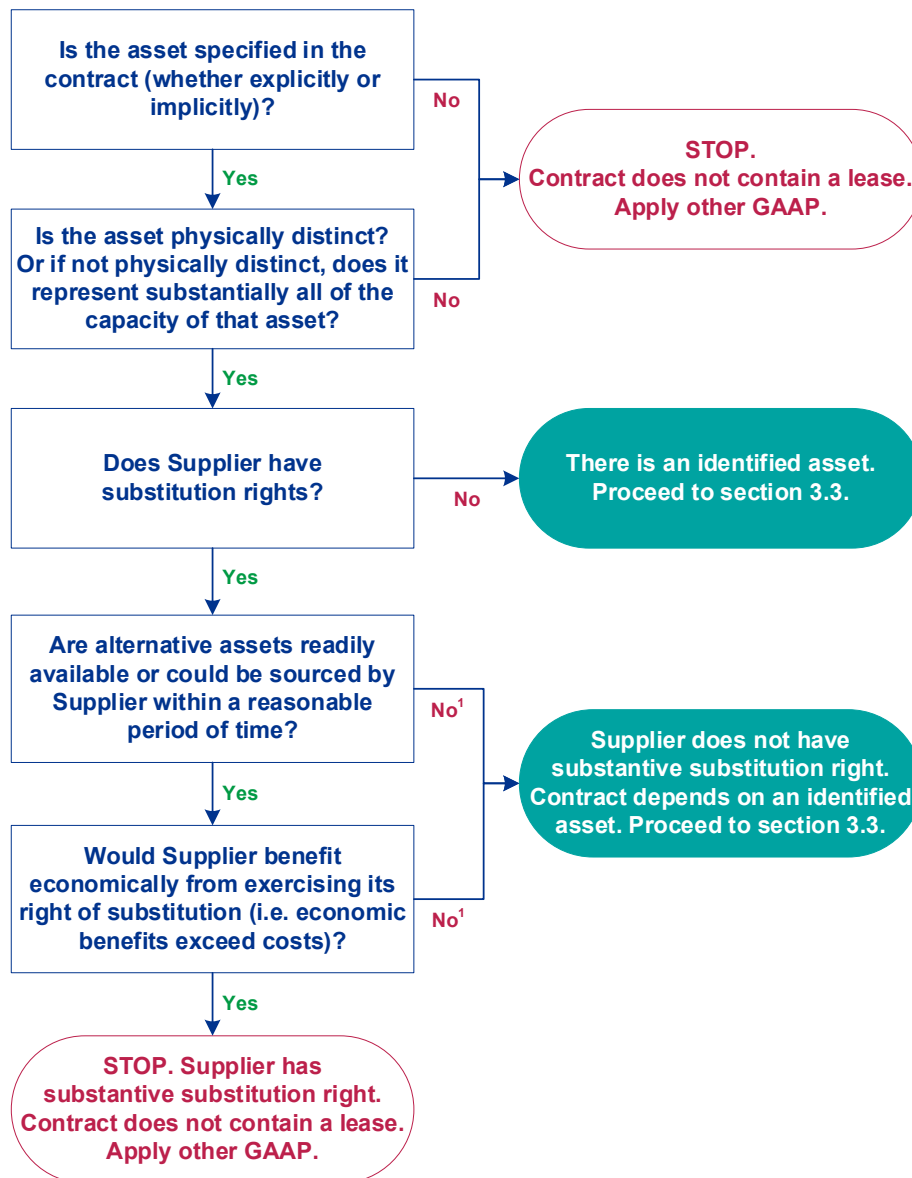 Is the asset specified in the
contract (whether explicitly or
implicitly)?
No
STOP.
Contract does not contain a lease.
Apply other GAAP.
Yes
Is the asset physically distinct?
Or if not physically distinct, does it
represent substantially all of the
capacity of that asset?
No
Yes
Does Supplier have
substitution rights?
No
There is an identified asset.
Proceed to section 3.3.
Yes
Are alternative assets readily
available or could be sourced by
Supplier within a reasonable
period of time?
No¹
Supplier does not have
substantive substitution right.
Contract depends on an identified
asset. Proceed to section 3.3.
Yes
Would Supplier benefit
economically from exercising its
right of substitution (i.e. economic
benefits exceed costs)?
No¹
Yes
STOP. Supplier has
substantive substitution right.
Contract does not contain a lease.
Apply other GAAP.